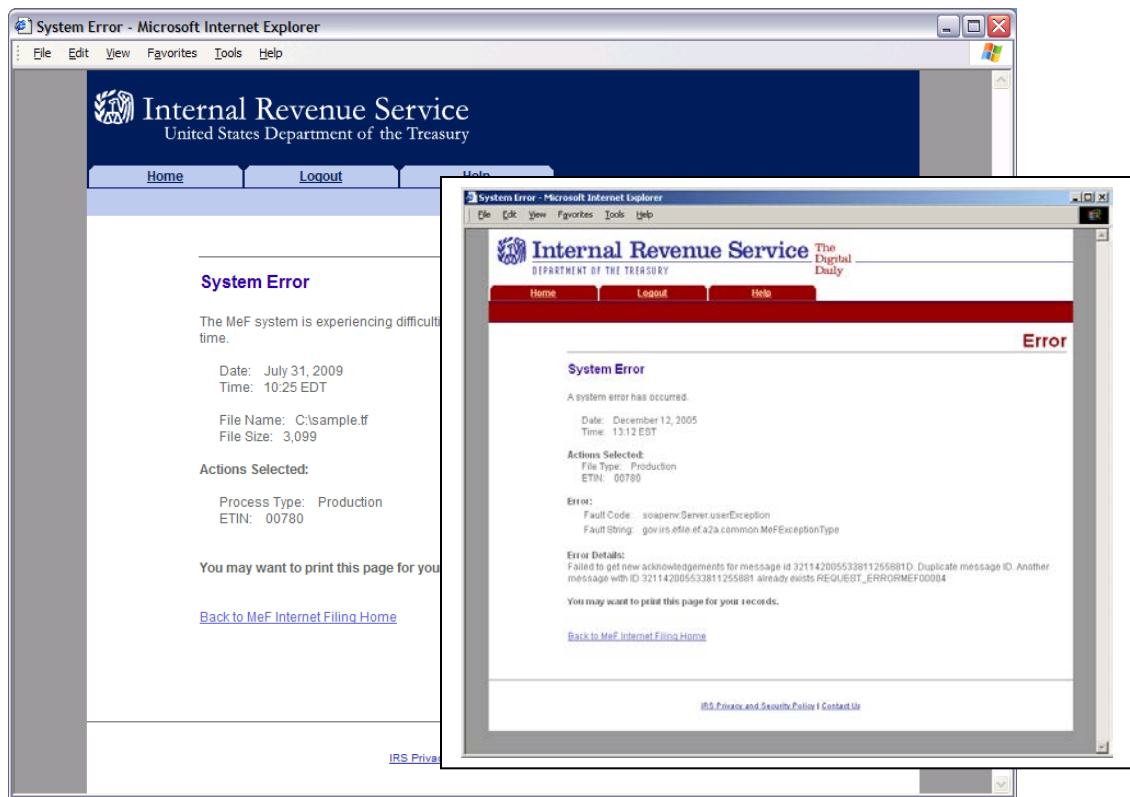 System Error - Microsoft Internet Explorer
File Edit View Favorites Tools Help
Internal Revenue Service
United States Department of the Treasury
Home Logout Help
System Error
The MeF system is experiencing
time.
Date: July 31, 2009
Time: 10:25 EDT
File Name: C:\sample.tf
File Size: 3,099
Actions Selected:
Process Type: Production
ETIN: 00780
You may want to print this page for you
Back to MeF Internet Filing Home
IRS
System Error - Microsoft Internet Explorer
File Edit View Favorites Tools Help
Internal Revenue Service The
Digital
Daily
DEPARTMENT OF THE TREASURY
Home Logout Help
Error
System Error
A system error has occurred.
Date: December 12, 2005
Time: 13:12 EST
Actions Selected:
File Type: Production
ETIN: 00780
Error:
Fault Code: soapenv:Server.userException
Fault String: gov.irs.efile.ef.a2a.common.MeFExceptionType
Error Details:
Failed to get new acknowledgements for message id 321142005533811255881D. Duplicate message ID. Another
message with ID 321142005533811255881 already exists.REQUEST_ERRORMEF00004
You may want to print this page for your records.
Back to MeF Internet Filing Home
IRS Privacy and Security Policy | Contact Us